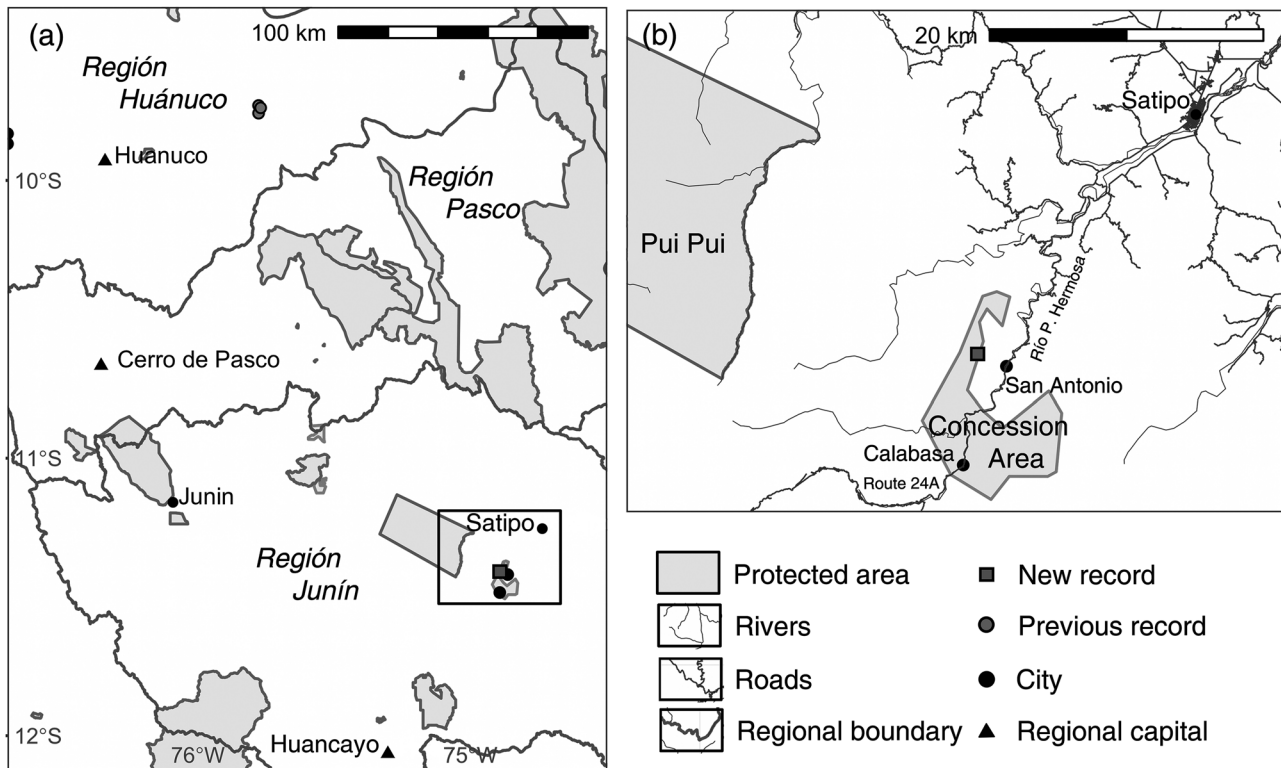 (a)
100 km
Región
Huánuco
Huánuco
10°S
Región
Pasco
Cerro de Pasco
11°S
Junin
Satipo
Región
Junín
12°S
76°W
Huancayo
75°W
(b)
20 km
Satipo
Pui Pui
Río P. Hermosa
San Antonio
Concession
Area
Calabasa
Route 24A
Protected area
New record
Rivers
Previous record
Roads
City
Regional boundary
Regional capital